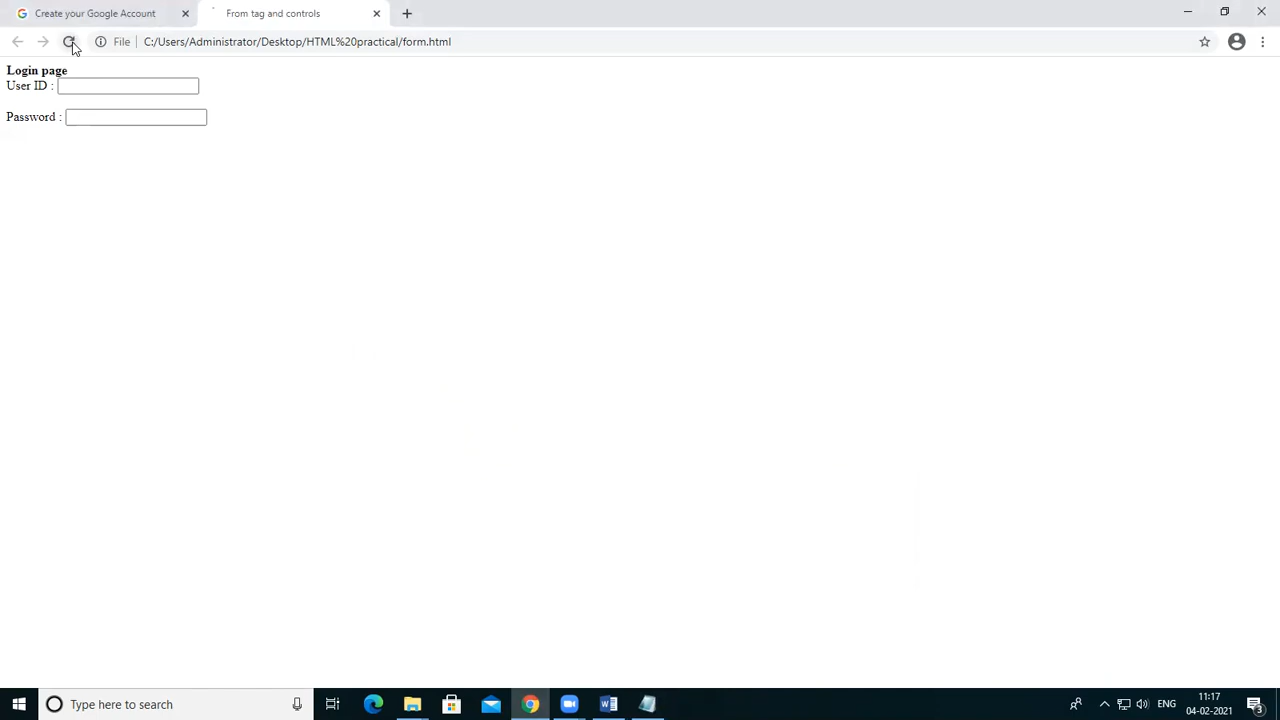 Create your Google Account
From tag and controls
File
C:/Users/Administrator/Desktop/HTML%20practical/form.html
Login page
User ID :
Password :
Type here to search
ENG
11:17
04-02-2021
3